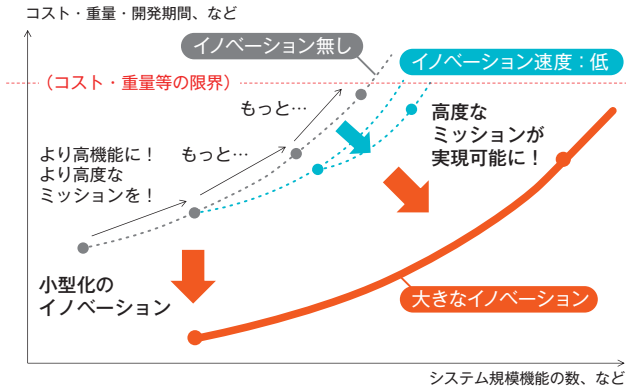 コスト・重量・開発期間、など
イノベーション無し
イノベーション速度：低
（コスト・重量等の限界）
もっと…
高度な
ミッションが
実現可能に！
より高機能に！
より高度な
ミッションを！
もっと…
小型化の
イノベーション
大きなイノベーション
システム規模機能の数、など